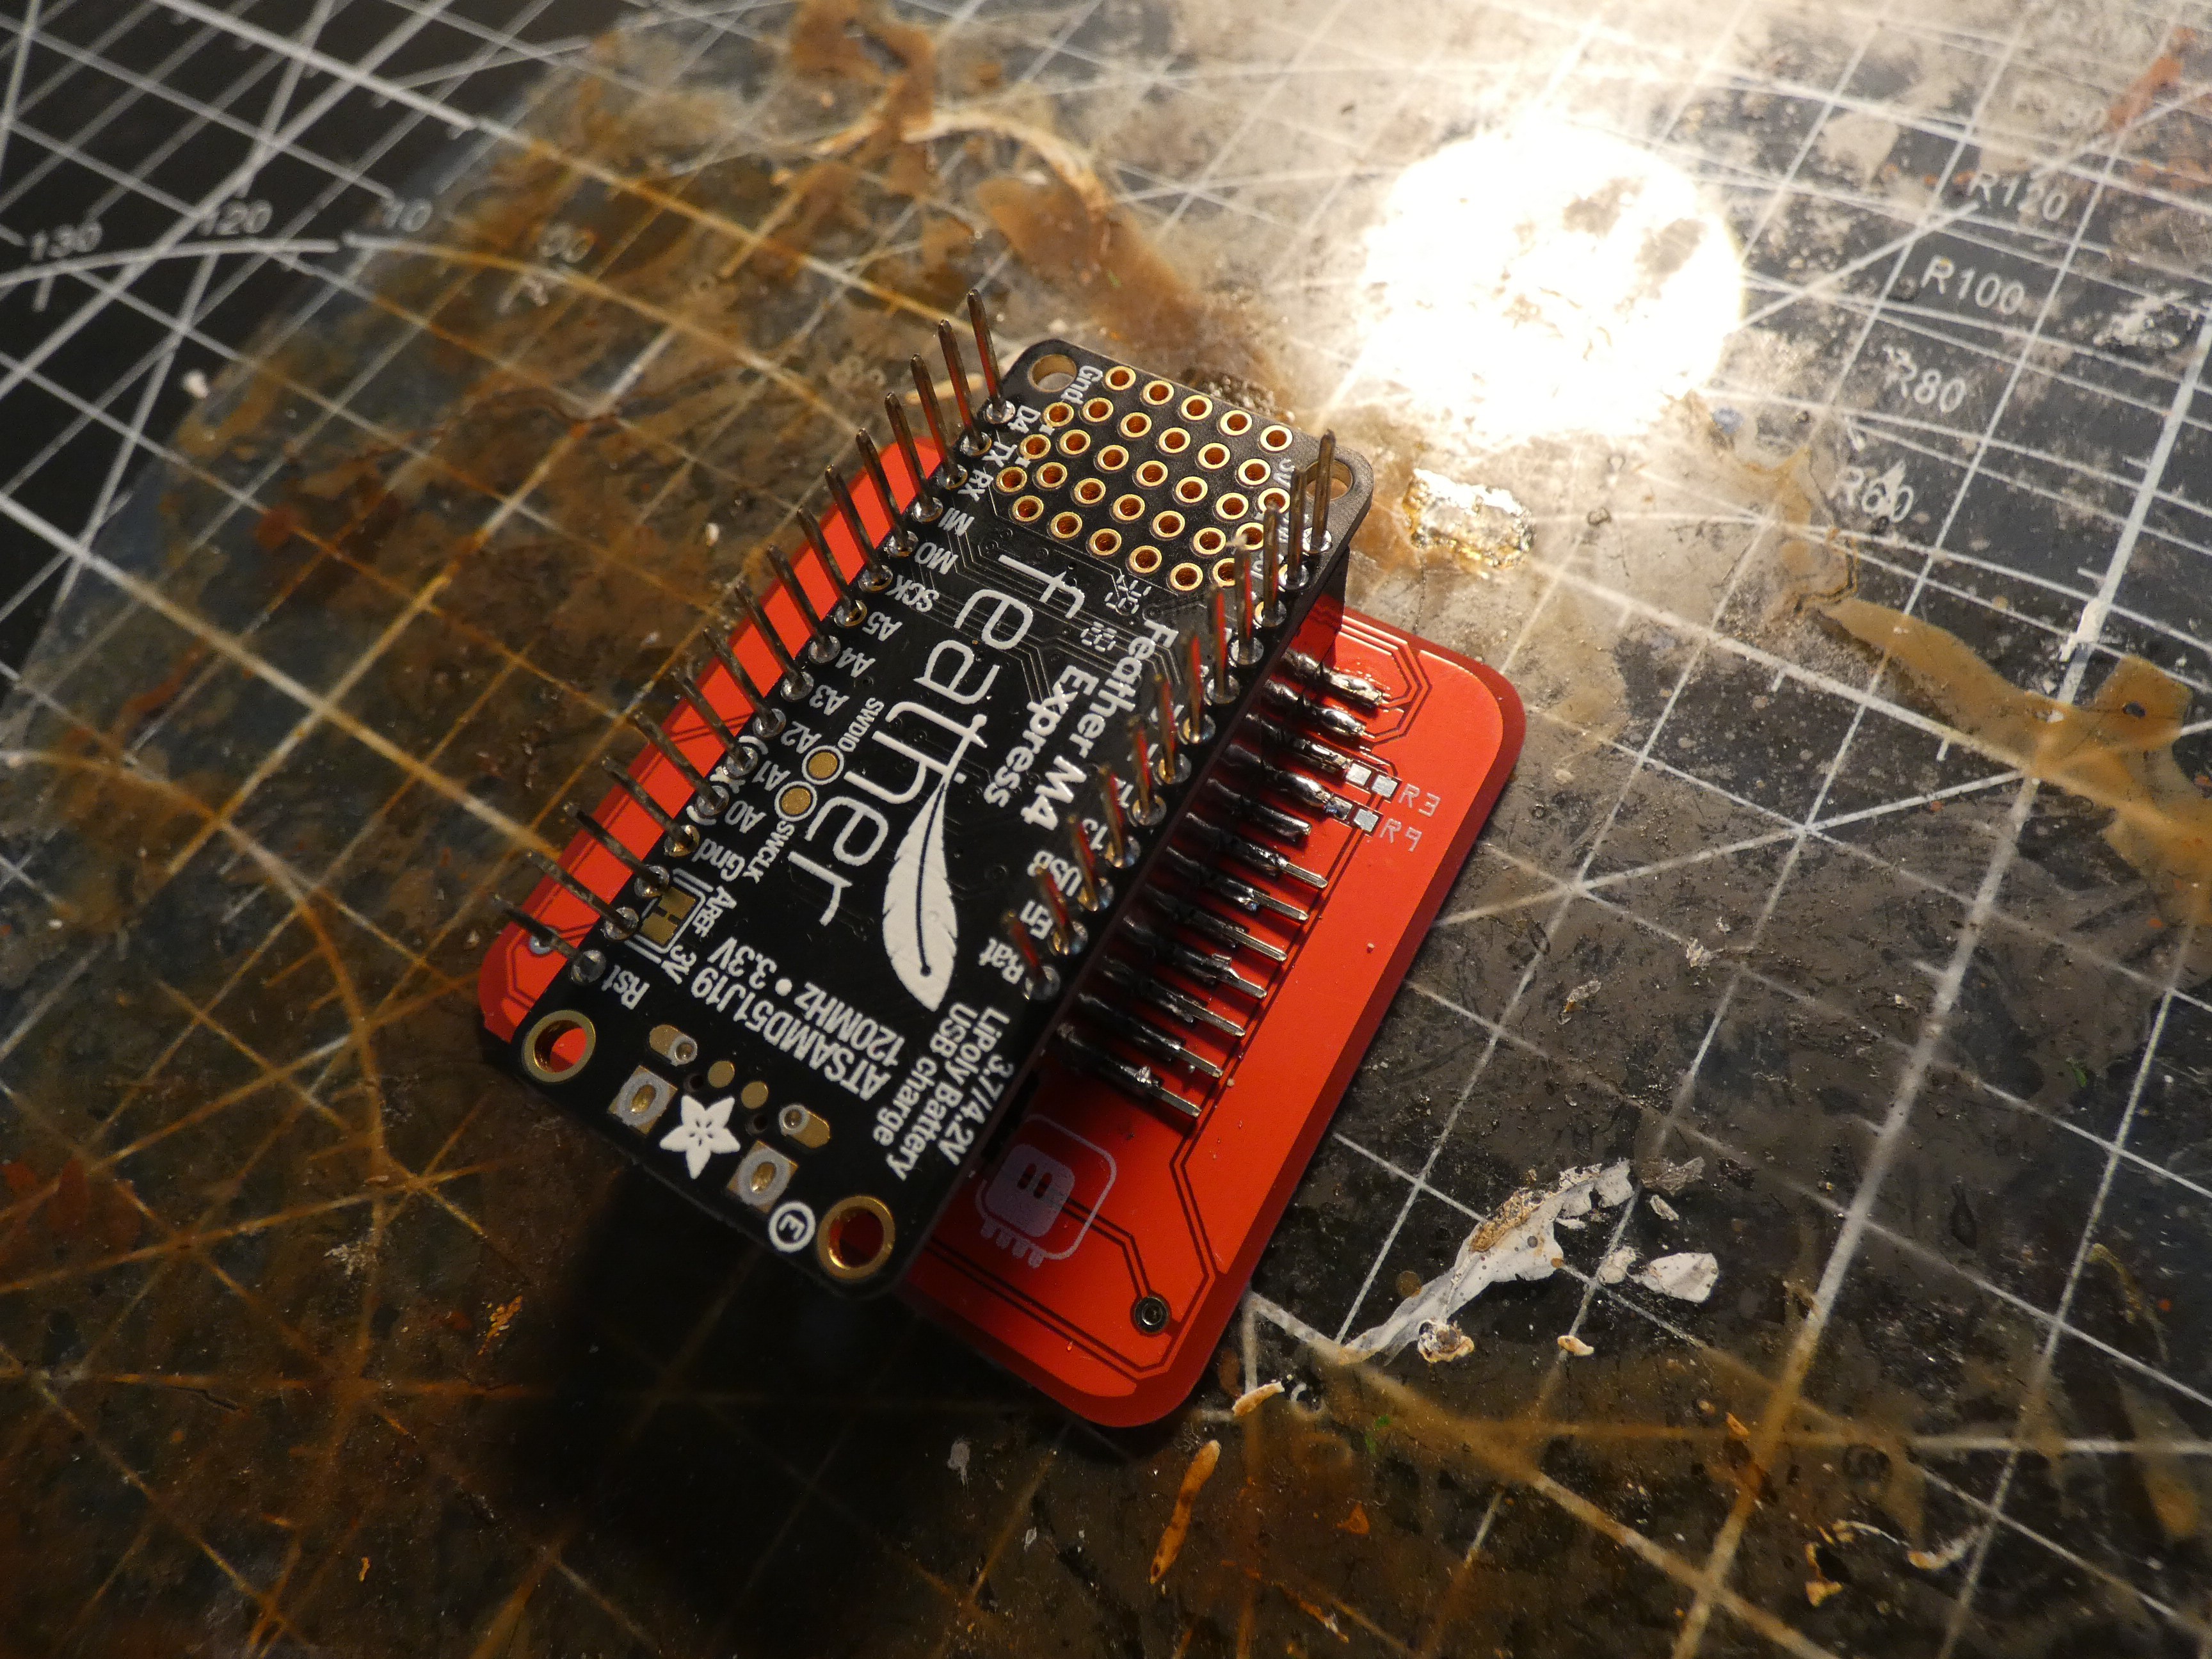 130
120
R120
R100
R80
R60
Gnd
D4
TX
RX
MI
MO
SCK
A5
A4
A3
A2
A1
A0
Gnd
AREF
3V
Rst
SWDIO
SWCLK
feather
Feather M4
Express
USB
En
Bat
ATSAMD51J19
120MHz • 3.3V
3.7/4.2V
LiPoly Battery
USB charge
E
R3
R9